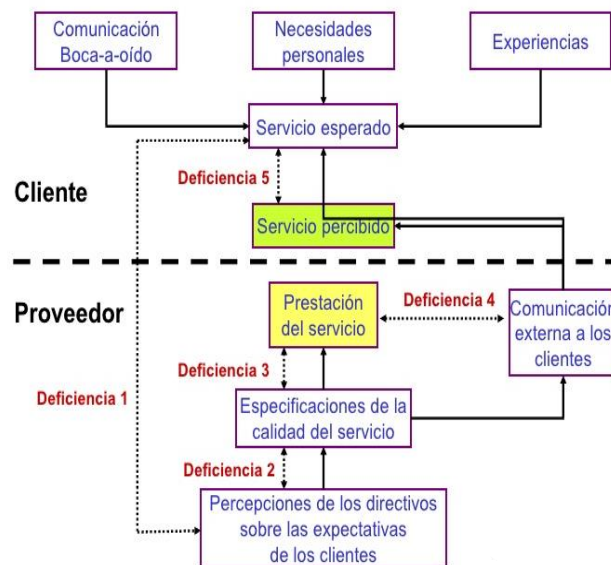 Comunicación
Boca-a-oído
Necesidades
personales
Experiencias
Servicio esperado
Deficiencia 5
Cliente
Servicio percibido
Proveedor
Prestación
del servicio
Deficiencia 4
Comunicación
externa a los
clientes
Deficiencia 3
Deficiencia 1
Especificaciones de la
calidad del servicio
Deficiencia 2
Percepciones de los directivos
sobre las expectativas
de los clientes